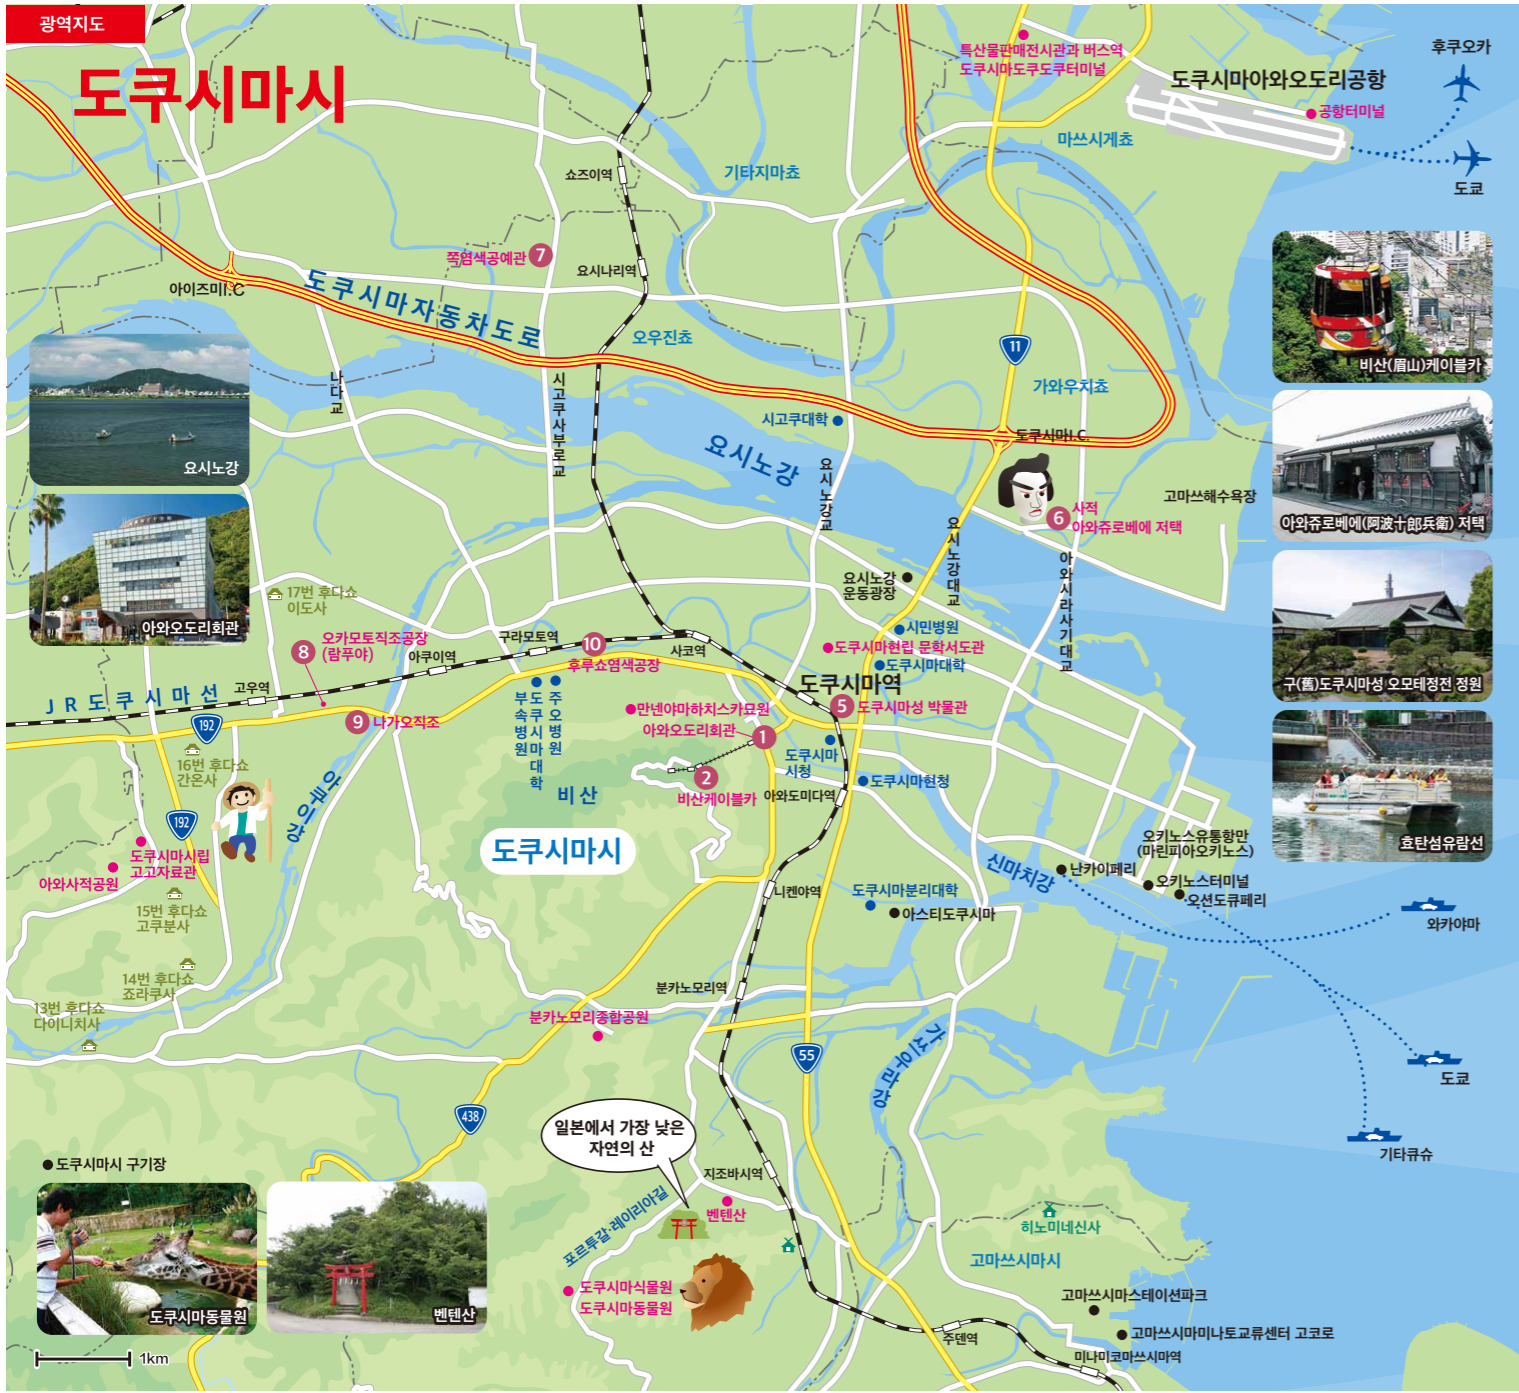 광역지도
도쿠시마시
특산물판매전시관과 버스역
도쿠시마도쿠도쿠터미널
도쿠시마아와오도리공항
공항터미널
후쿠오카
도쿄
마쓰시게쵸
기타지마쵸
쇼즈이역
쪽염색공예관
7
요시나리역
아이즈미I.C
도쿠시마자동차도로
오우진쵸
11
가와우치쵸
비산(眉山)케이블카
나다교
시고쿠사부로교
시고쿠대학
도쿠시마I.C.
요시노강
요시노강
요시노강교
고마쓰해수욕장
6
사적
아와쥬로베에 저택
아와쥬로베에(阿波十郎兵衛) 저택
요시노강대교
아와시라사기대교
요시노강
운동광장
아와오도리회관
17번 후다쇼
이도사
시민병원
오카모토직조공장
(람푸야)
8
아쿠이역
구라모토역
10
후루쇼염색공장
사코역
도쿠시마현립 문학서도관
도쿠시마대학
도쿠시마역
구(舊)도쿠시마성 오모테정전 정원
JR도쿠시마선
고우역
192
9
나가오직조
도쿠시마대학
부속병원
주오병원
만넨야마하치스카묘원
아와오도리회관
1
5
도쿠시마성 박물관
도쿠시마
시청
16번 후다쇼
간온사
아쿠이강
2
비산케이블카
비산
아와도미다역
도쿠시마현청
192
도쿠시마시
도쿠시마시립
고고자료관
아와사적공원
오키노스유통항만
(마린피아오키노스)
효탄섬유람선
신마치강
난카이페리
오키노스터미널
오션도큐페리
15번 후다쇼
고쿠분사
니켄야역
도쿠시마분리대학
아스티도쿠시마
와카야마
14번 후다쇼
죠라쿠사
분카노모리역
13번 후다쇼
다이니치사
분카노모리종합공원
가쓰우라강
55
도쿄
438
일본에서 가장 낮은
자연의 산
기타큐슈
도쿠시마시 구기장
지조바시역
벤텐산
포르투갈·레이리아길
히노미네신사
고마쓰시마시
도쿠시마식물원
도쿠시마동물원
도쿠시마동물원
벤텐산
고마쓰시마스테이션파크
고마쓰시마미나토교류센터 고코로
주덴역
미나미코마쓰시마역
1km